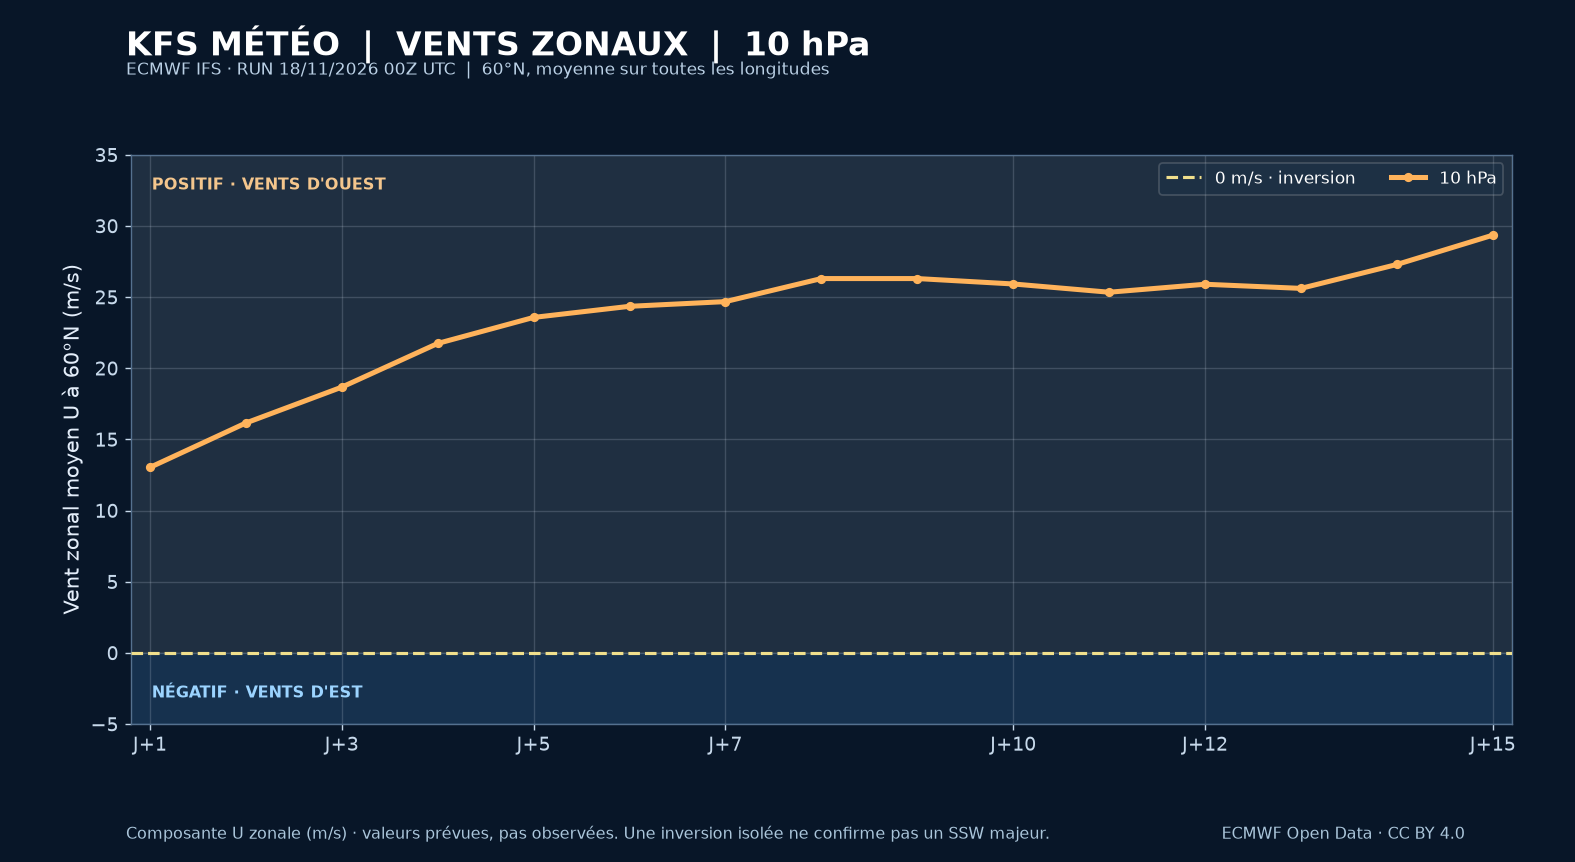 KFS MÉTÉO | VENTS ZONAUX | 10 hPa
ECMWF IFS · RUN 18/11/2026 00Z UTC | 60°N, moyenne sur toutes les longitudes
POSITIF · VENTS D'OUEST
0 m/s · inversion
10 hPa
Vent zonal moyen U à 60°N (m/s)
35
30
25
20
15
10
5
0
−5
NÉGATIF · VENTS D'EST
J+1
J+3
J+5
J+7
J+10
J+12
J+15
Composante U zonale (m/s) · valeurs prévues, pas observées. Une inversion isolée ne confirme pas un SSW majeur.
ECMWF Open Data · CC BY 4.0